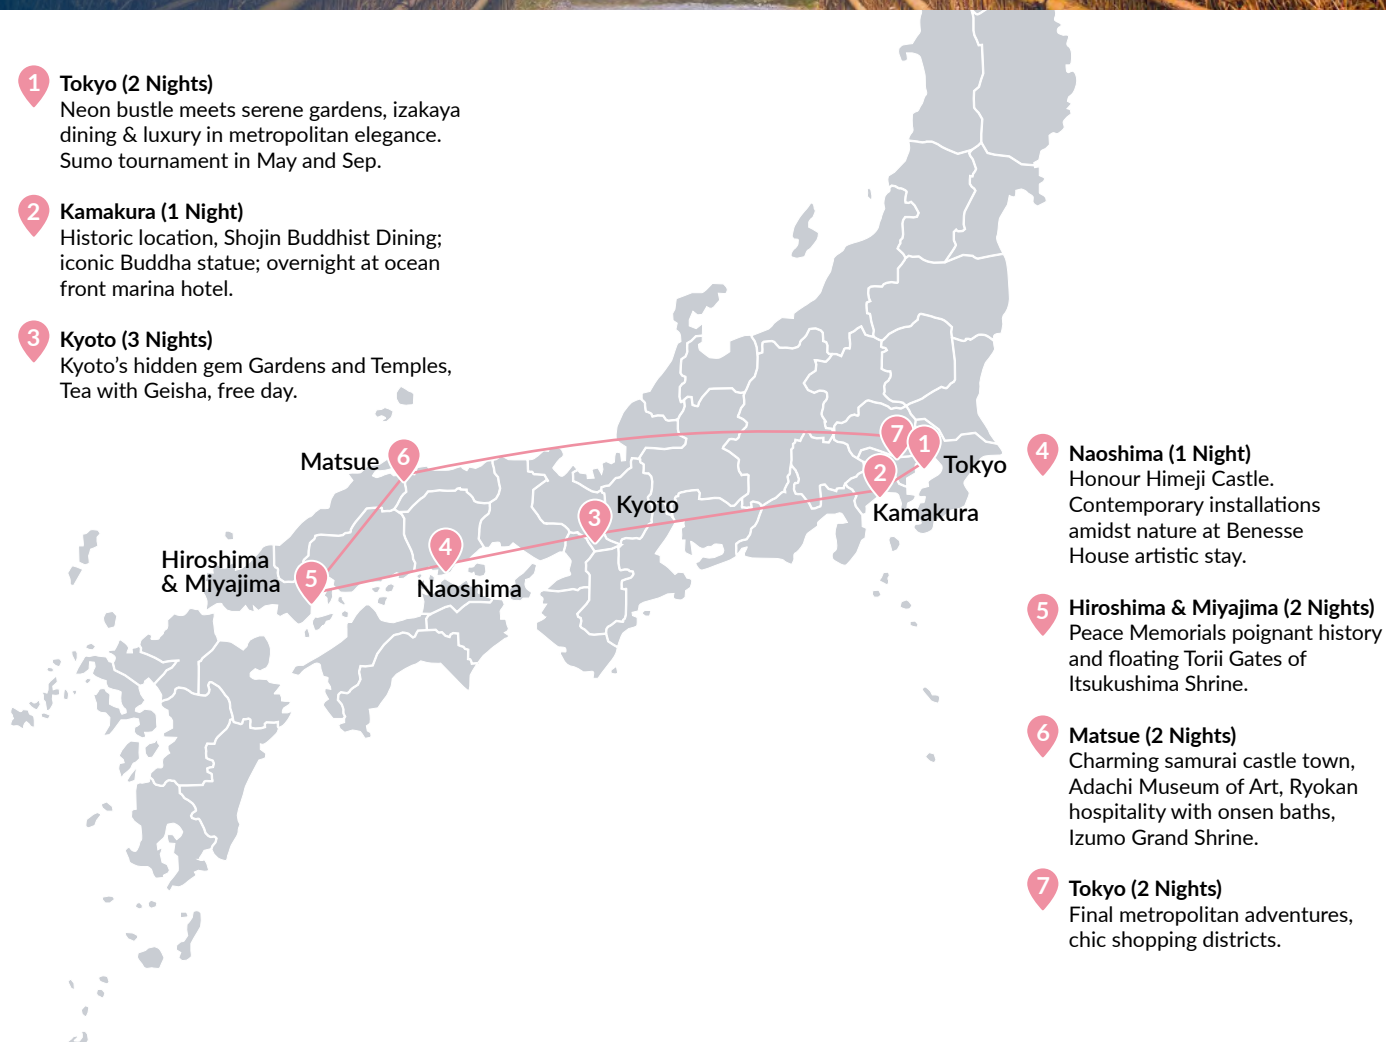 1
Tokyo (2 Nights)
Neon bustle meets serene gardens, izakaya
dining & luxury in metropolitan elegance.
Sumo tournament in May and Sep.
2
Kamakura (1 Night)
Historic location, Shojin Buddhist Dining;
iconic Buddha statue; overnight at ocean
front marina hotel.
3
Kyoto (3 Nights)
Kyoto’s hidden gem Gardens and Temples,
Tea with Geisha, free day.
Matsue
6
7
1
Tokyo
2
Kamakura
Kyoto
3
4
Naoshima
Hiroshima
& Miyajima
5
4
Naoshima (1 Night)
Honour Himeji Castle.
Contemporary installations
amidst nature at Benesse
House artistic stay.
5
Hiroshima & Miyajima (2 Nights)
Peace Memorials poignant history
and floating Torii Gates of
Itsukushima Shrine.
6
Matsue (2 Nights)
Charming samurai castle town,
Adachi Museum of Art, Ryokan
hospitality with onsen baths,
Izumo Grand Shrine.
7
Tokyo (2 Nights)
Final metropolitan adventures,
chic shopping districts.